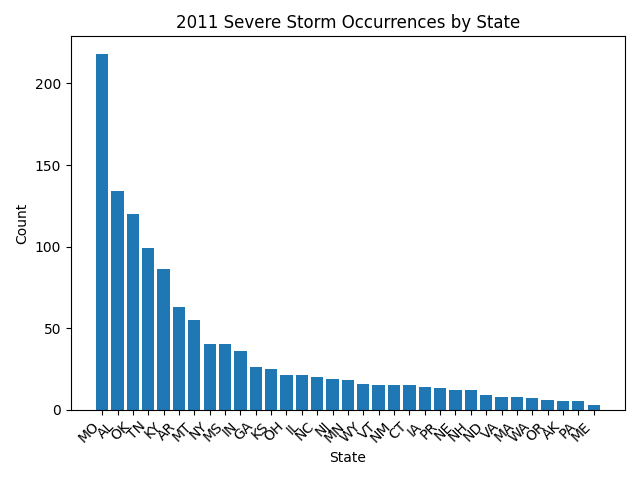 2011 Severe Storm Occurrences by State
Count
200
150
100
50
0
MO AL OK TN KY AR MT NY MS IN GA KS OH IL NC NJ MN WY VT NM CT IA PR NE NH ND VA MA WA OR AK PA ME
State